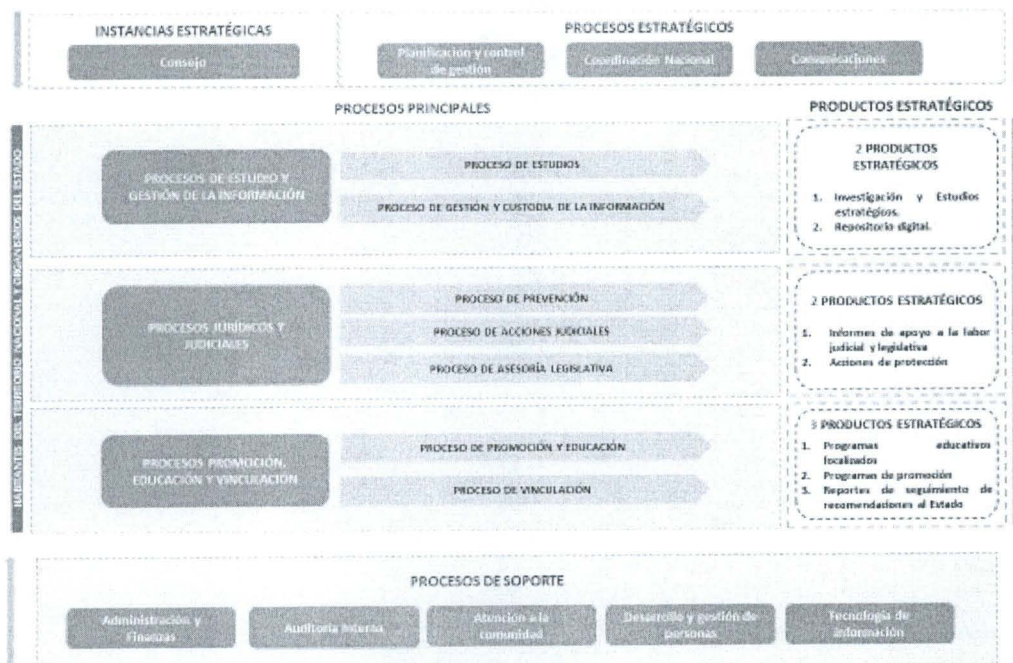 INSTANCIAS ESTRATÉGICAS
Consejo
PROCESOS ESTRATÉGICOS
Planificación y control
de gestión
Coordinación Nacional
Comunicaciones
PROCESOS PRINCIPALES
PRODUCTOS ESTRATÉGICOS
HABITANTES DEL TERRITORIO NACIONAL Y ORGANISMOS DEL ESTADO
PROCESOS DE ESTUDIO Y
GESTIÓN DE LA INFORMACIÓN
PROCESO DE ESTUDIOS
PROCESO DE GESTIÓN Y CUSTODIA DE LA INFORMACIÓN
2 PRODUCTOS
ESTRATÉGICOS
1. Investigación y Estudios
estratégicos.
2. Repositorio digital.
PROCESOS JURÍDICOS Y
JUDICIALES
PROCESO DE PREVENCIÓN
PROCESO DE ACCIONES JUDICIALES
PROCESO DE ASESORÍA LEGISLATIVA
2 PRODUCTOS ESTRATÉGICOS
1. Informes de apoyo a la labor
judicial y legislativa
2. Acciones de protección
PROCESOS PROMOCIÓN,
EDUCACIÓN Y VINCULACIÓN
PROCESO DE PROMOCIÓN Y EDUCACIÓN
PROCESO DE VINCULACIÓN
3 PRODUCTOS ESTRATÉGICOS
1. Programas educativos
focalizados
2. Programas de promoción
3. Reportes de seguimiento de
recomendaciones al Estado
PROCESOS DE SOPORTE
Administración y
Finanzas
Auditoría Interna
Atención a la
comunidad
Desarrollo y gestión de
personas
Tecnología de
información